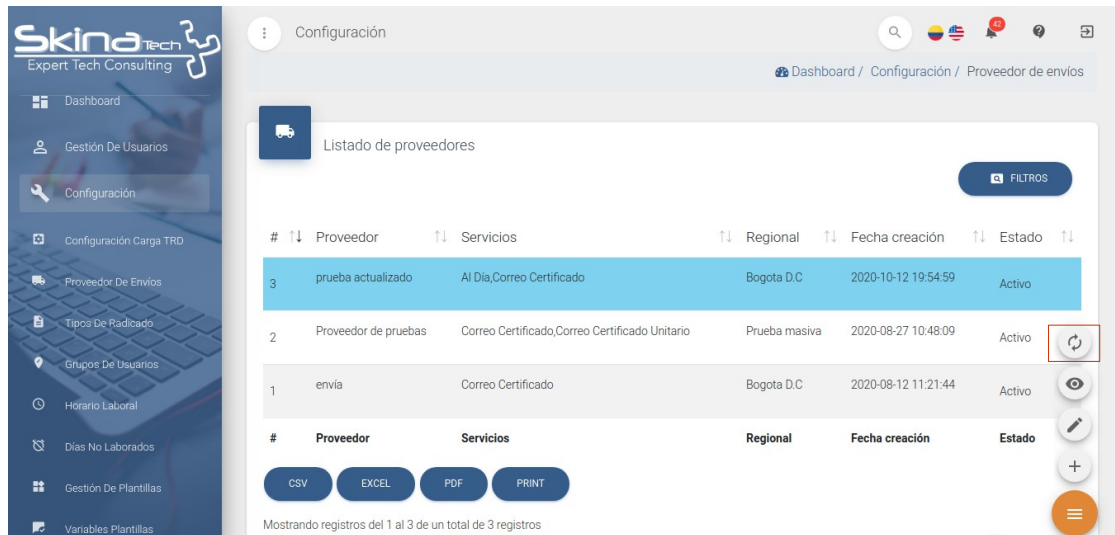 Skina Tech
Expert Tech Consulting
Dashboard
Gestión De Usuarios
Configuración
Configuración Carga TRD
Proveedor De Envíos
Tipos De Radicado
Grupos De Usuarios
Horario Laboral
Días No Laborados
Gestión De Plantillas
Variables Plantillas
Configuración
42
Dashboard / Configuración / Proveedor de envíos
Listado de proveedores
FILTROS
# Proveedor Servicios Regional Fecha creación Estado
3 prueba actualizado Al Día,Correo Certificado Bogota D.C 2020-10-12 19:54:59 Activo
2 Proveedor de pruebas Correo Certificado,Correo Certificado Unitario Prueba masiva 2020-08-27 10:48:09 Activo
1 envía Correo Certificado Bogota D.C 2020-08-12 11:21:44 Activo
# Proveedor Servicios Regional Fecha creación Estado
CSV EXCEL PDF PRINT
Mostrando registros del 1 al 3 de un total de 3 registros